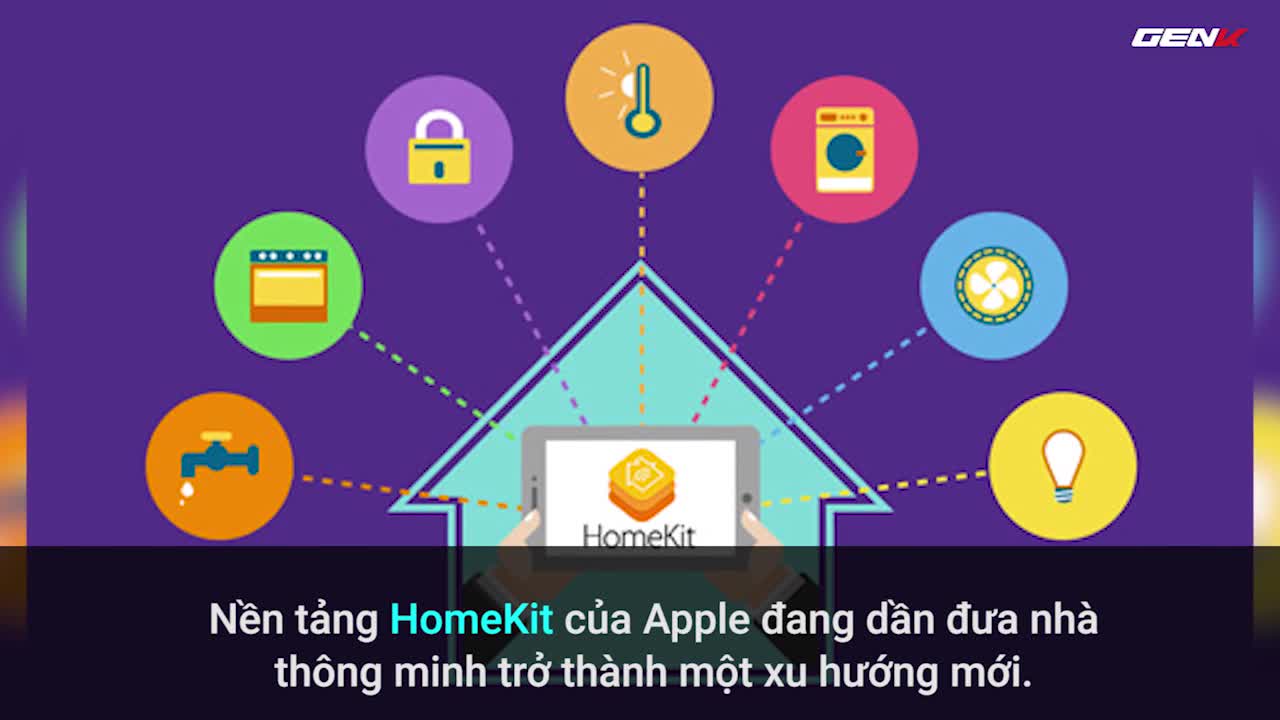 GENK
HomeKit
Nền tảng HomeKit của Apple đang dần đưa nhà
thông minh trở thành một xu hướng mới.